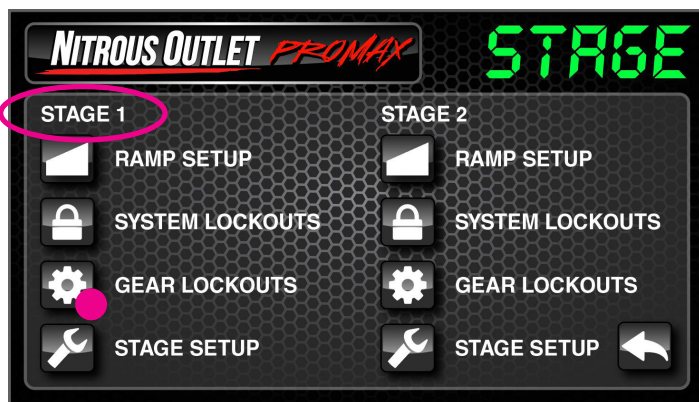 NITROUS OUTLET PROMAX
STAGE
STAGE 1
RAMP SETUP
SYSTEM LOCKOUTS
GEAR LOCKOUTS
STAGE SETUP
STAGE 2
RAMP SETUP
SYSTEM LOCKOUTS
GEAR LOCKOUTS
STAGE SETUP